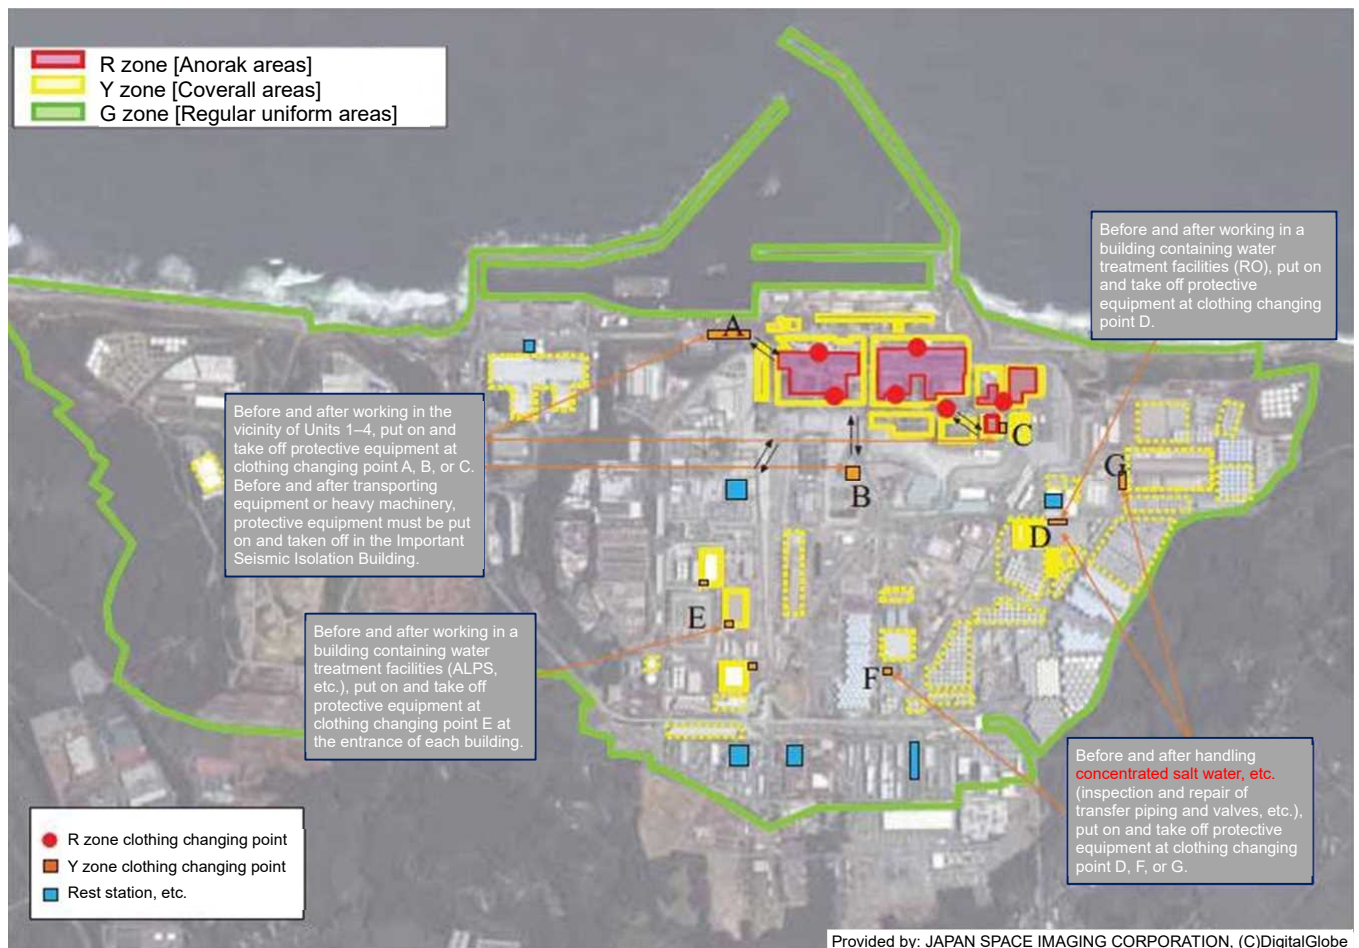 R zone [Anorak areas]
Y zone [Coverall areas]
G zone [Regular uniform areas]
Before and after working in a
building containing water
treatment facilities (RO), put on
and take off protective
equipment at clothing changing
point D.
A
Before and after working in the
vicinity of Units 1–4, put on and
take off protective equipment at
clothing changing point A, B, or C.
Before and after transporting
equipment or heavy machinery,
protective equipment must be put
on and taken off in the Important
Seismic Isolation Building.
C
G
B
D
E
F
Before and after working in a
building containing water
treatment facilities (ALPS,
etc.), put on and take off
protective equipment at
clothing changing point E at
the entrance of each building.
Before and after handling
concentrated salt water, etc.
(inspection and repair of
transfer piping and valves, etc.),
put on and take off protective
equipment at clothing changing
point D, F, or G.
R zone clothing changing point
Y zone clothing changing point
Rest station, etc.
Provided by: JAPAN SPACE IMAGING CORPORATION, (C)DigitalGlobe